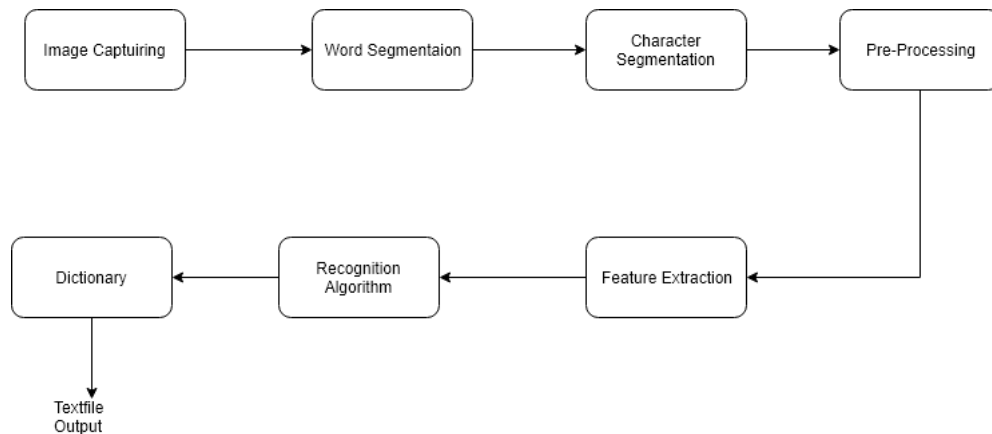 Image Captuiring
Word Segmentaion
Character
Segmentation
Pre-Processing
Feature Extraction
Recognition
Algorithm
Dictionary
Textfile
Output